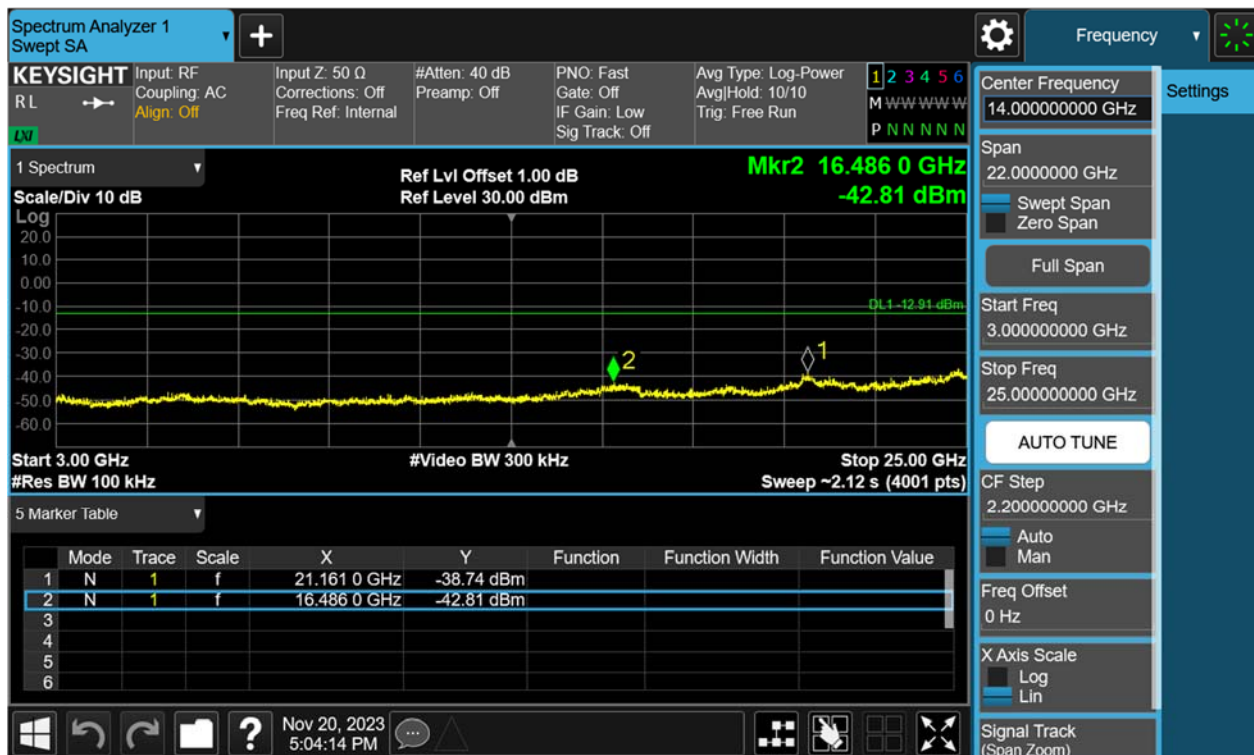 Spectrum Analyzer 1
Swept SA
+
Frequency
KEYSIGHT
RL
LXI
Input: RF
Coupling: AC
Align: Off
Input Z: 50 Ω
Corrections: Off
Freq Ref: Internal
#Atten: 40 dB
Preamp: Off
PNO: Fast
Gate: Off
IF Gain: Low
Sig Track: Off
Avg Type: Log-Power
Avg|Hold: 10/10
Trig: Free Run
1 2 3 4 5 6
M W W W W W
P N N N N N
1 Spectrum
Scale/Div 10 dB
Ref Lvl Offset 1.00 dB
Ref Level 30.00 dBm
Mkr2 16.486 0 GHz
-42.81 dBm
Log
20.0
10.0
0.00
-10.0
-20.0
-30.0
-40.0
-50.0
-60.0
DL1 -12.91 dBm
2
1
Start 3.00 GHz
#Res BW 100 kHz
#Video BW 300 kHz
Stop 25.00 GHz
Sweep ~2.12 s (4001 pts)
5 Marker Table
Mode Trace Scale X Y Function Function Width Function Value
1 N 1 f 21.161 0 GHz -38.74 dBm
2 N 1 f 16.486 0 GHz -42.81 dBm
3
4
5
6
Nov 20, 2023
5:04:14 PM
?
Center Frequency
14.000000000 GHz
Settings
Span
22.0000000 GHz
Swept Span
Zero Span
Full Span
Start Freq
3.000000000 GHz
Stop Freq
25.000000000 GHz
AUTO TUNE
CF Step
2.200000000 GHz
Auto
Man
Freq Offset
0 Hz
X Axis Scale
Log
Lin
Signal Track
(Span Zoom)